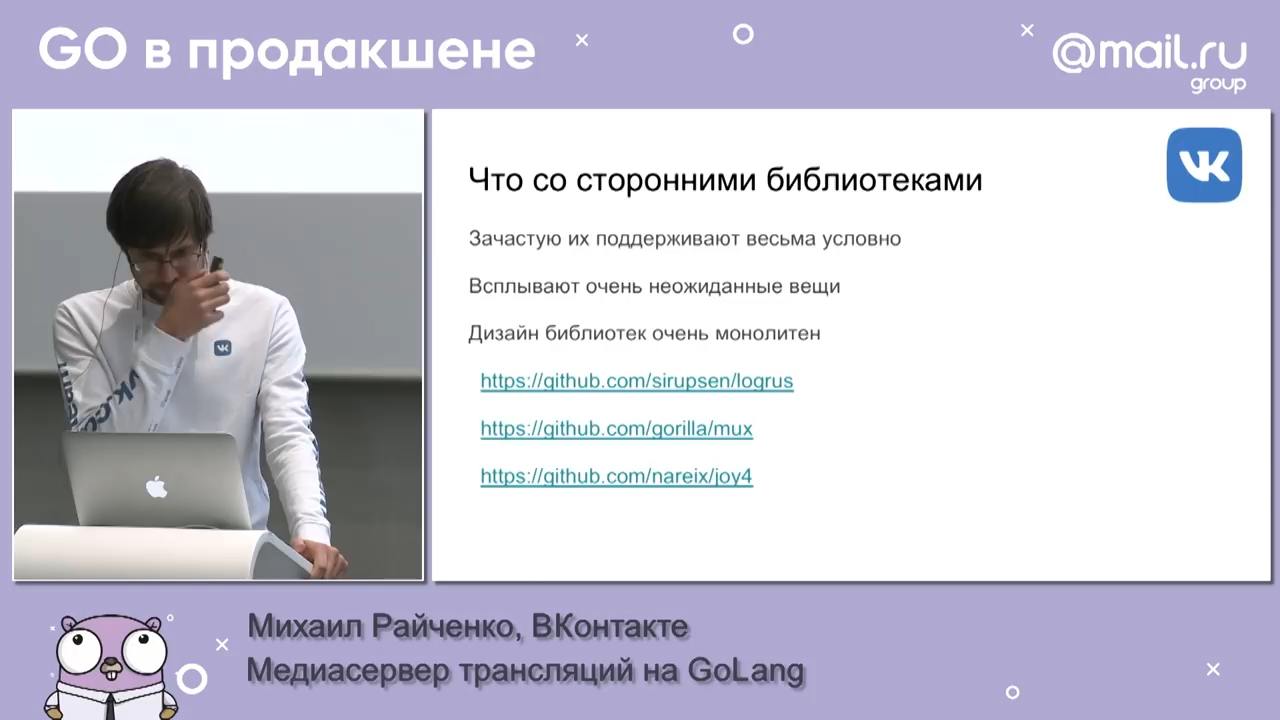 GO в продакшене
@mail.ru
group
Что со сторонними библиотеками
Зачастую их поддерживают весьма условно
Всплывают очень неожиданные вещи
Дизайн библиотек очень монолитен
https://github.com/sirupsen/logrus
https://github.com/gorilla/mux
https://github.com/nareix/joy4
Михаил Райченко, ВКонтакте
Медиасервер трансляций на GoLang